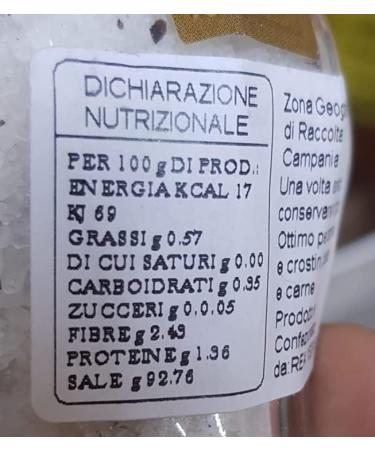 DICHIARAZIONE
NUTRIZIONALE
PER 100 g DI PROD.:
ENERGIA KCAL 17
KJ 69
GRASSI g 0.57
DI CUI SATURI g 0.00
CARBOIDRATI g 0.35
ZUCCERI g 0.0.05
FIBRE g 2.43
PROTEINE g 1.36
SALE g 92.76
Zona Geog
di Raccolta
Campania
Una volta
conservar
Ottimo
e crostin
e carne
Prodot
Confez
da: